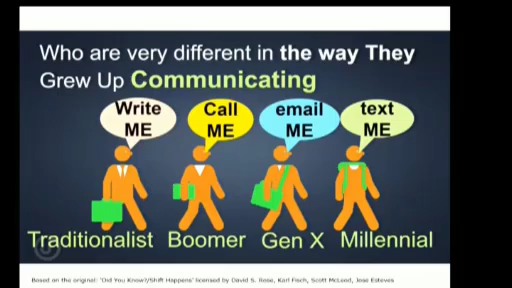 Who are very different in the way They
Grew Up Communicating
Write
ME
Call
ME
email
ME
text
ME
Traditionalist Boomer Gen X Millennial
Based on the original: 'Did You Know?/Shift Happens' licensed by David S. Rose, Karl Fisch, Scott McLeod, Jose Esteves